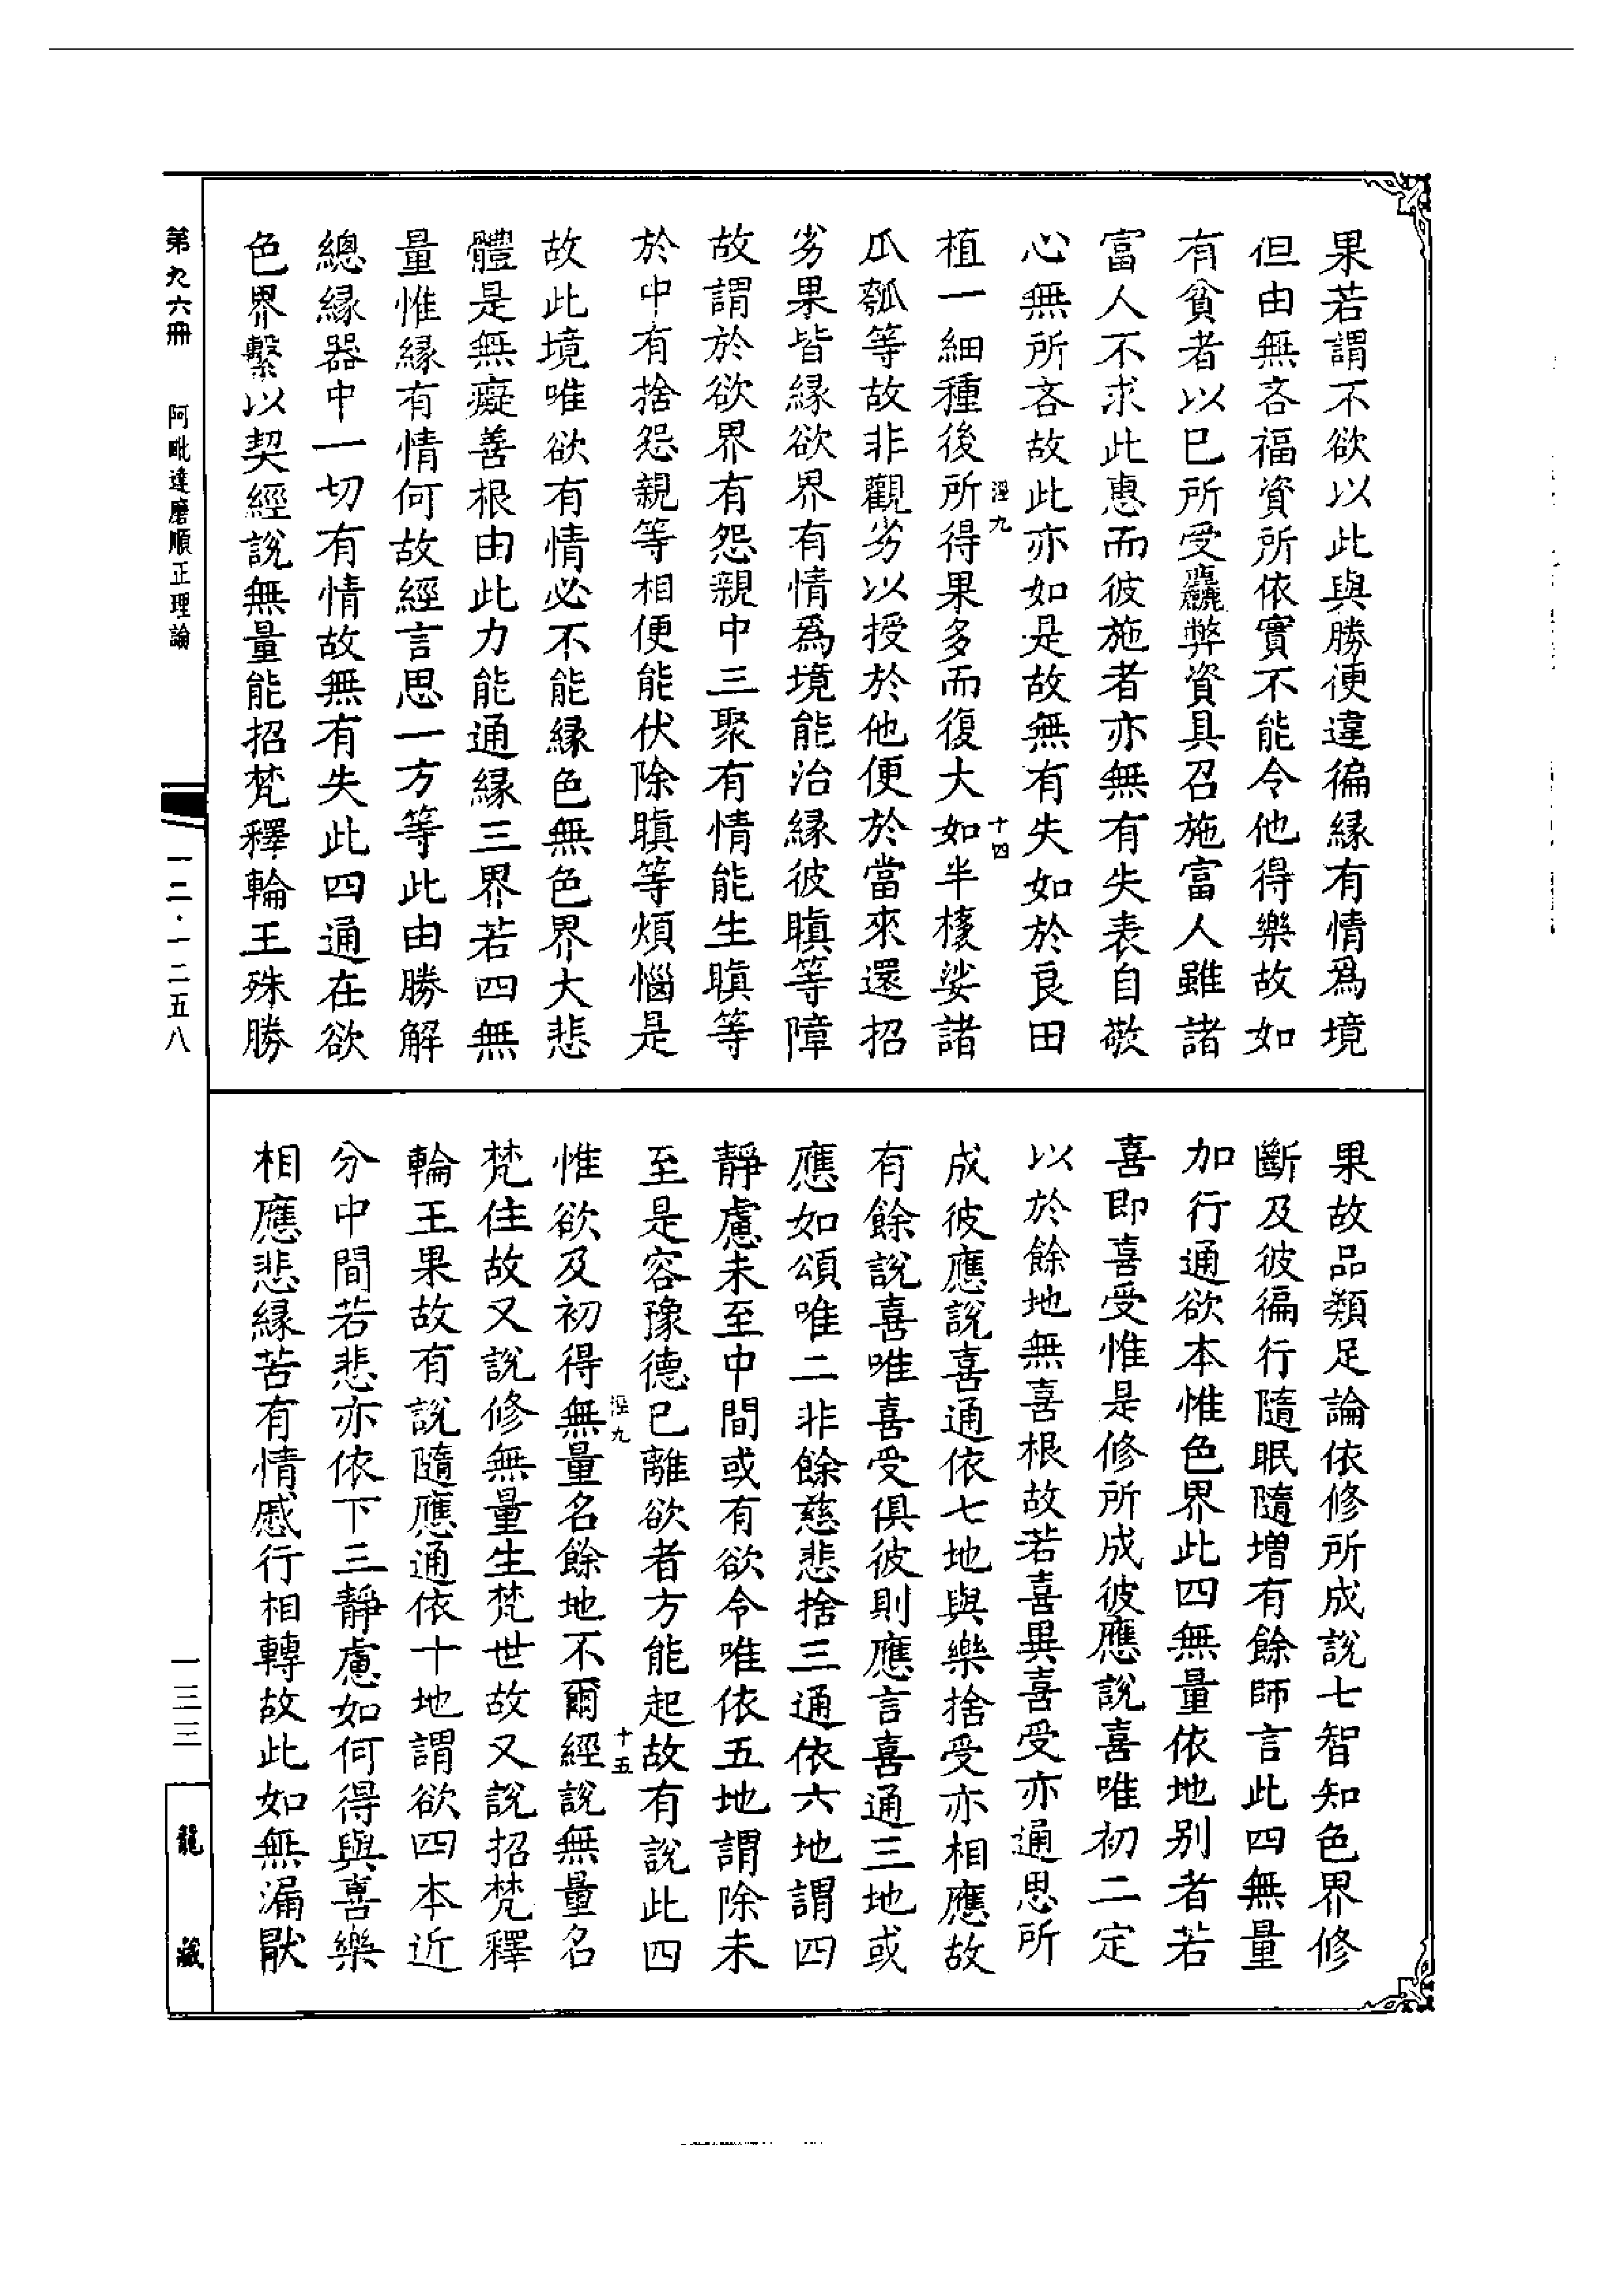 果若謂不欲以此與勝便違徧緣有情爲境
但由無吝福資所依實不能令他得樂故如
有貧者以巳所受麤弊資具召施富人雖諸
富人不求此惠而彼施者亦無有失表自敬
心無所吝故此亦如是故無有失如於良田
植一細種後所得果多而復大如半樓娑諸
瓜瓠等故非觀劣以授於他便於當來還招
劣果皆緣欲界有情爲境能治緣彼瞋等障
故謂於欲界有怨親中三聚有情能生瞋等
於中有捨怨親等相便能伏除瞋等煩惱是
故此境唯欲有情必不能緣色無色界大悲
體是無癡善根由此力能通緣三界若四無
量惟緣有情何故經言思一方等此由勝解
總緣器中一切有情故無有失此四通在欲
色界繫以契經說無量能招梵釋輪王殊勝
果故品類足論依修所成說七智知色界修
斷及彼徧行隨眠隨增有餘師言此四無量
加行通欲本惟色界此四無量依地別者若
喜即喜受惟是修所成彼應說喜唯初二定
以於餘地無喜根故若喜異喜受亦通思所
成彼應說喜通依七地與樂捨受亦相應故
有餘說喜唯喜受俱彼則應言喜通三地或
應如頌唯二非餘慈悲捨三通依六地謂四
靜慮未至中間或有欲令唯依五地謂除未
至是容豫德巳離欲者方能起故有說此四
惟欲及初得無量名餘地不爾經說無量名
梵住故又說修無量生梵世故又說招梵釋
輪王果故有說隨應通依十地謂欲四本近
分中間若悲亦依下三靜慮如何得與喜樂
相應悲緣苦有情慼行相轉故此如無漏厭
湮九
十四
湮九
十五
第九六冊
阿毗達磨順正理論
一二·一二五八
一三三
龍藏